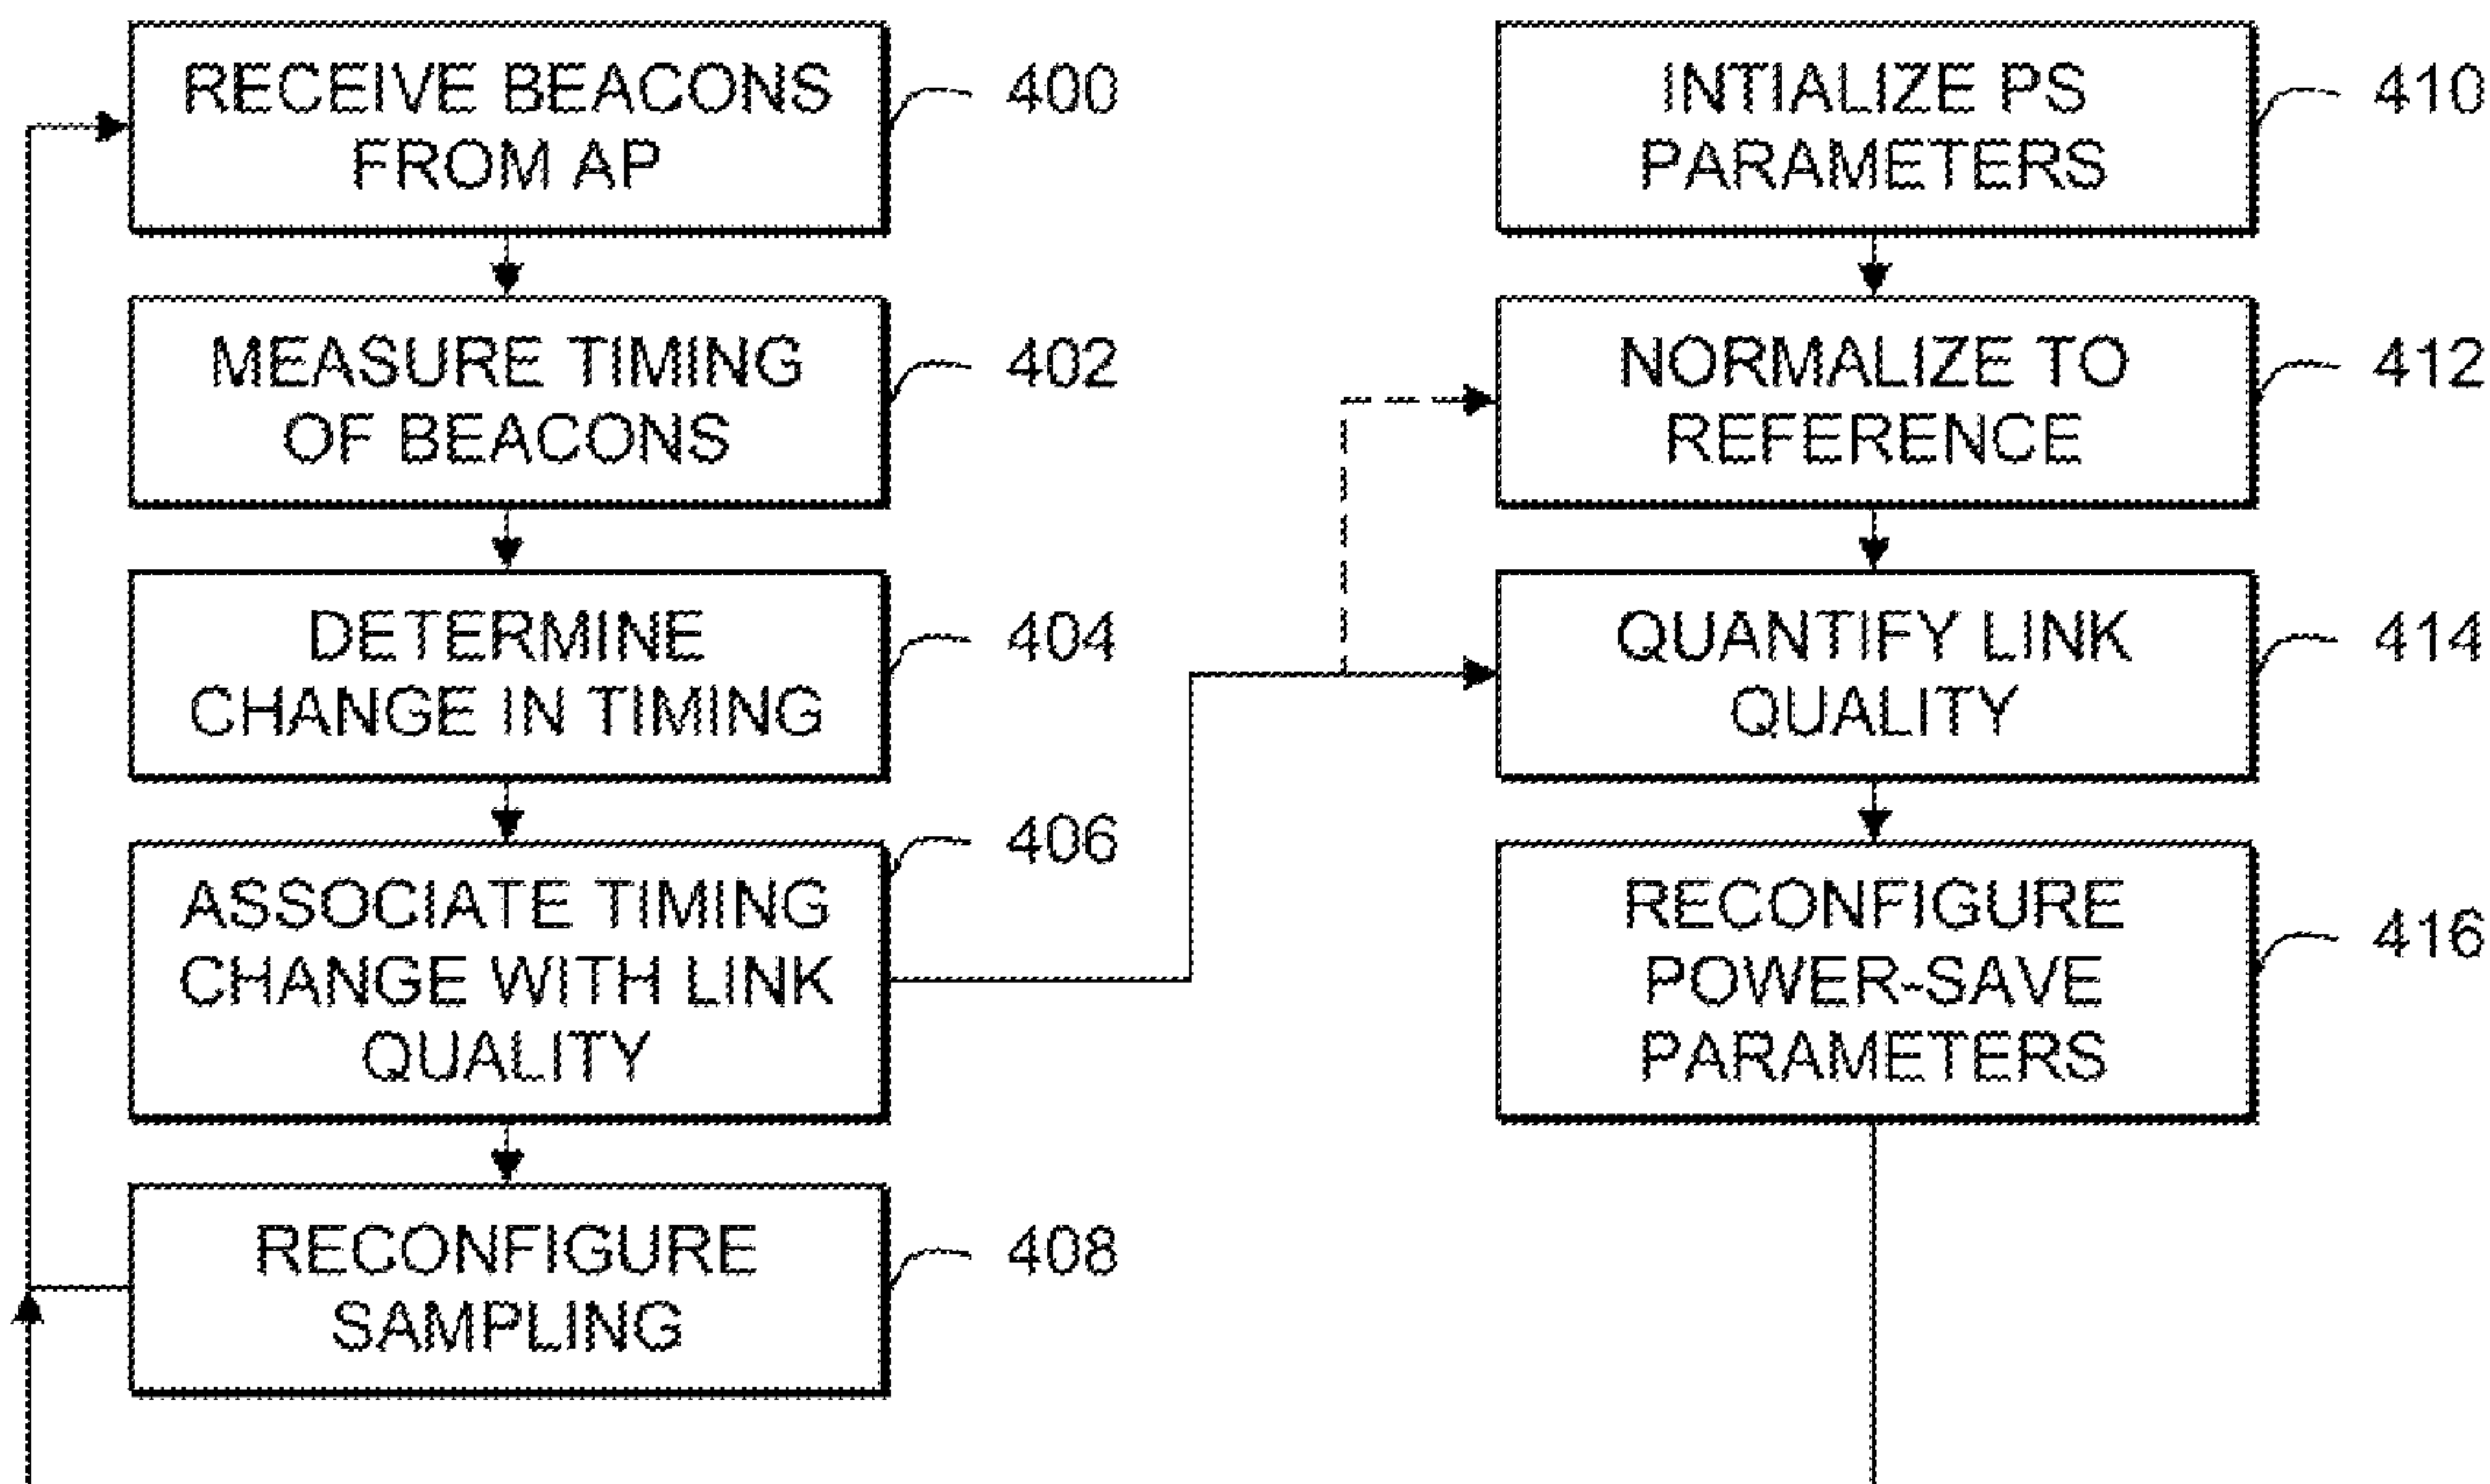 RECEIVE BEACONS
FROM AP
400
MEASURE TIMING
OF BEACONS
402
DETERMINE
CHANGE IN TIMING
404
ASSOCIATE TIMING
CHANGE WITH LINK
QUALITY
406
RECONFIGURE
SAMPLING
408
INTIALIZE PS
PARAMETERS
410
NORMALIZE TO
REFERENCE
412
QUANTIFY LINK
QUALITY
414
RECONFIGURE
POWER-SAVE
PARAMETERS
416